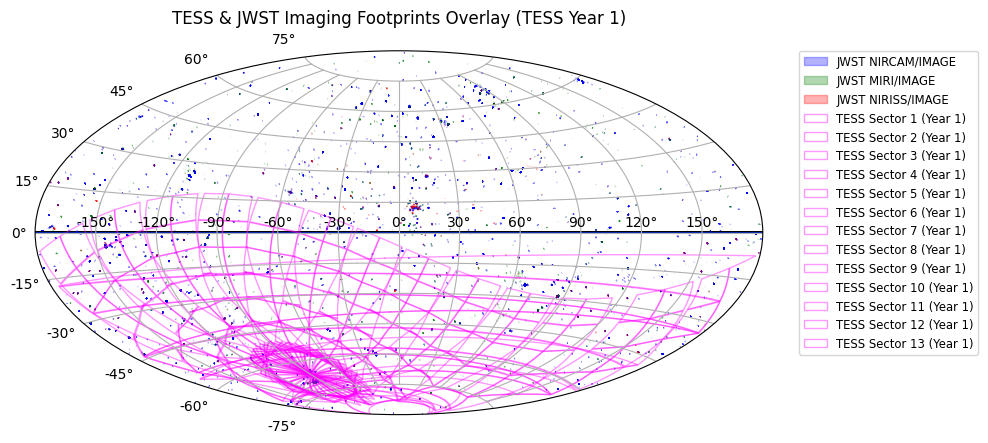 TESS & JWST Imaging Footprints Overlay (TESS Year 1)
75°
60°
45°
30°
15°
0°
-15°
-30°
-45°
-60°
-75°
-150° -120° -90° -60° -30° 0° 30° 60° 90° 120° 150°
JWST NIRCAM/IMAGE
JWST MIRI/IMAGE
JWST NIRISS/IMAGE
TESS Sector 1 (Year 1)
TESS Sector 2 (Year 1)
TESS Sector 3 (Year 1)
TESS Sector 4 (Year 1)
TESS Sector 5 (Year 1)
TESS Sector 6 (Year 1)
TESS Sector 7 (Year 1)
TESS Sector 8 (Year 1)
TESS Sector 9 (Year 1)
TESS Sector 10 (Year 1)
TESS Sector 11 (Year 1)
TESS Sector 12 (Year 1)
TESS Sector 13 (Year 1)